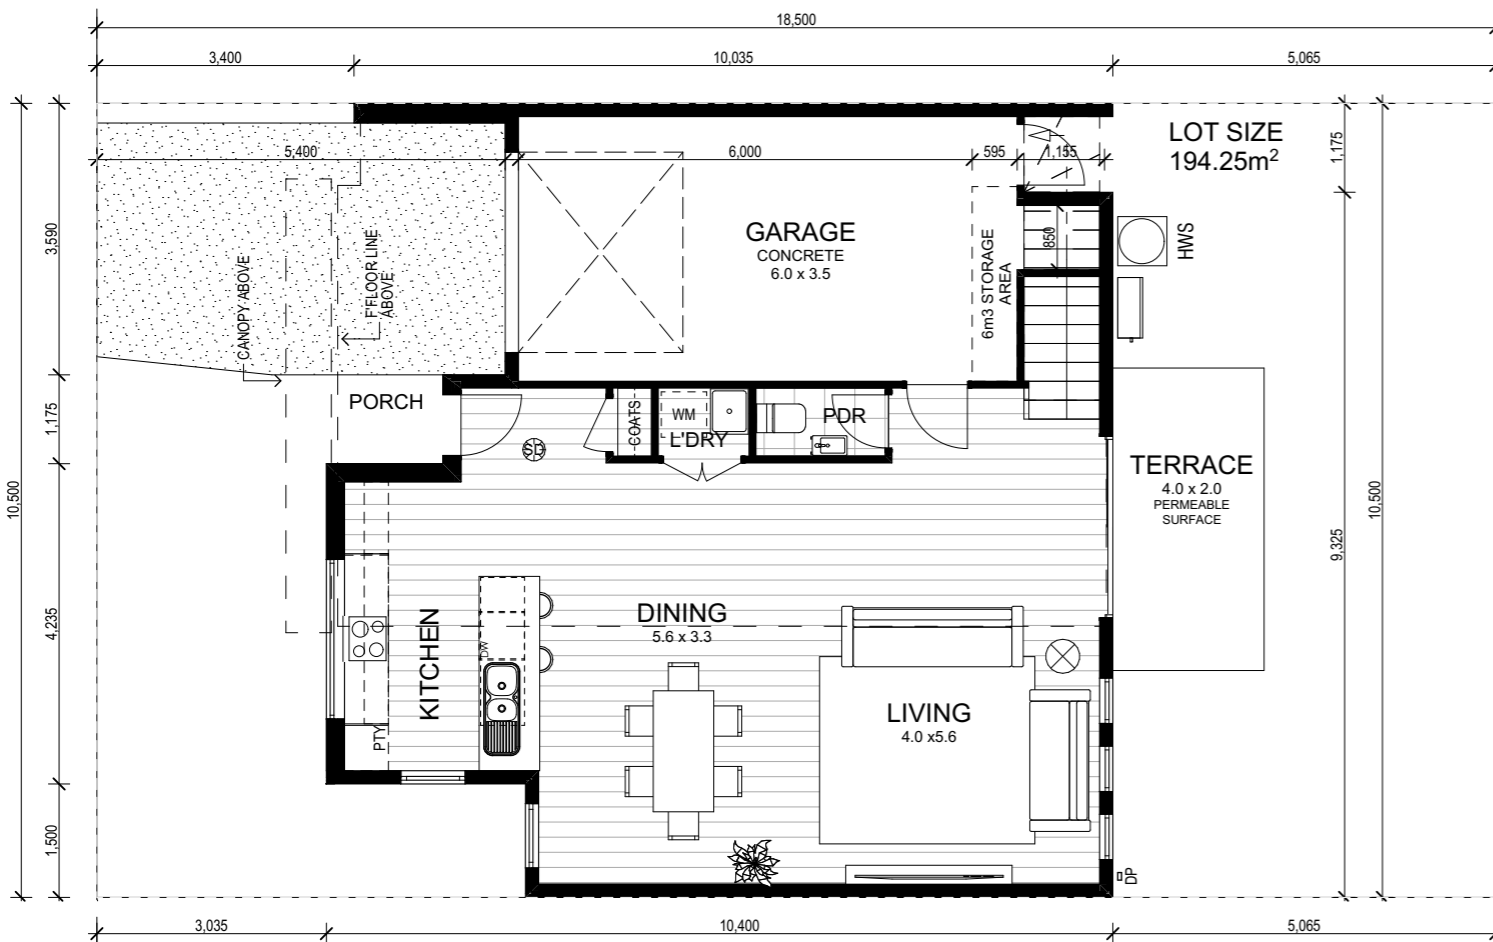 18,500
3,400
10,035
5,065
5,400
6,000
595
1,155
LOT SIZE
194.25m²
1,175
3,590
GARAGE
CONCRETE
6.0 x 3.5
850
HWS
6m3 STORAGE
AREA
CANOPY ABOVE
F'FLOOR LINE
ABOVE
PORCH
1,175
SD
COATS
WM
L'DRY
PDR
TERRACE
4.0 x 2.0
PERMEABLE
SURFACE
10,500
10,500
9,325
4,235
KITCHEN
DW
PTY
DINING
5.6 x 3.3
LIVING
4.0 x5.6
1,500
DP
3,035
10,400
5,065